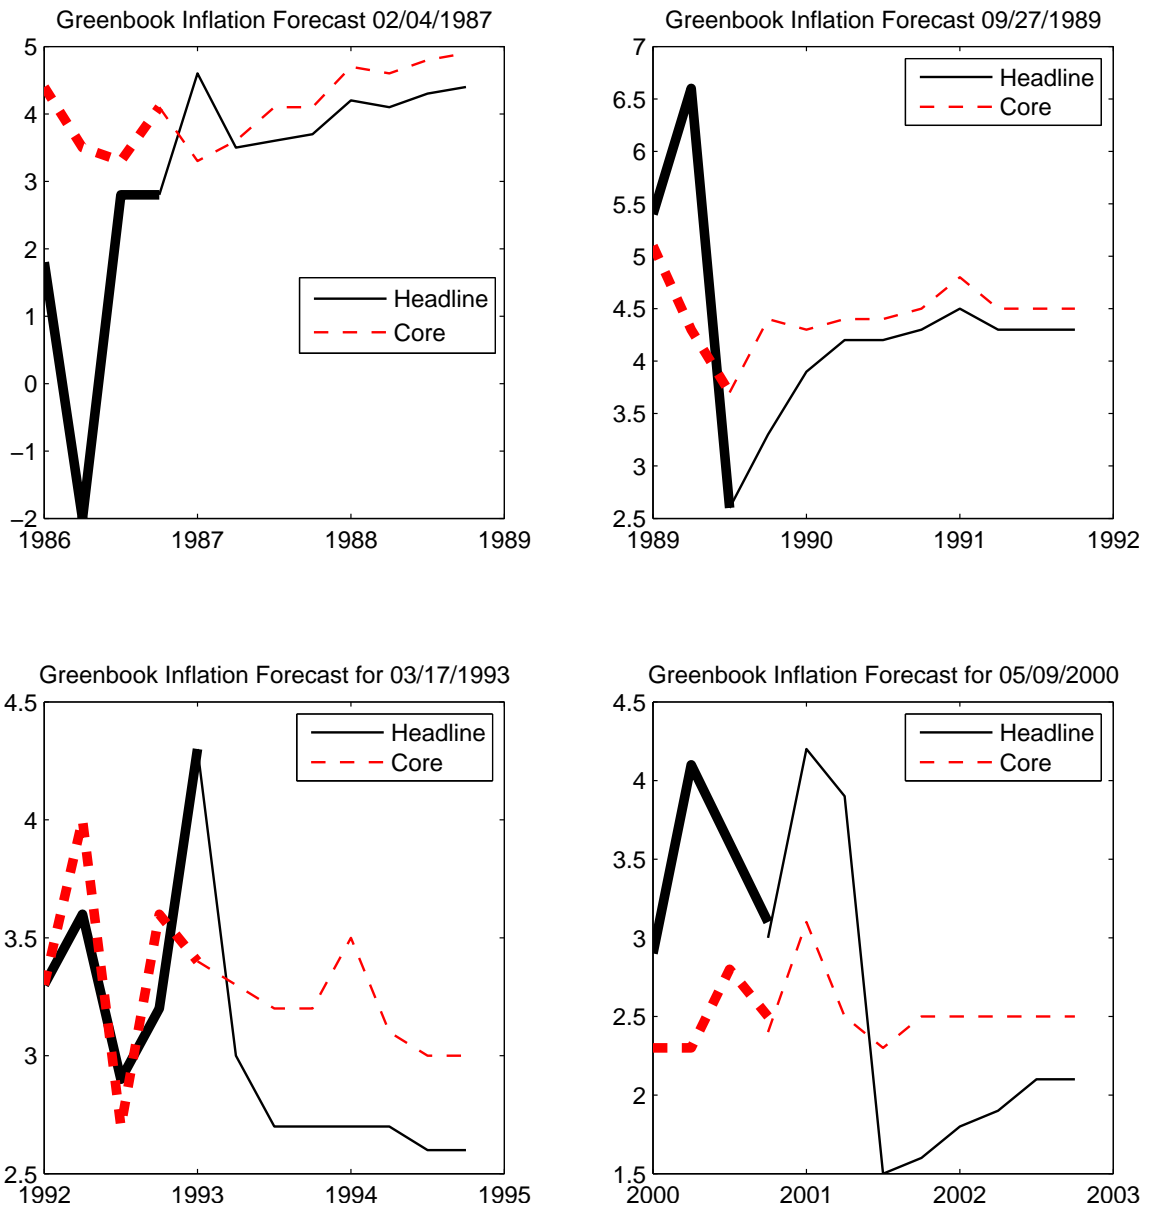 Greenbook Inflation Forecast 02/04/1987
5
4
3
2
1
0
−1
−2
1986 1987 1988 1989
Headline
Core
Greenbook Inflation Forecast 09/27/1989
7
6.5
6
5.5
5
4.5
4
3.5
3
2.5
1989 1990 1991 1992
Headline
Core
Greenbook Inflation Forecast for 03/17/1993
4.5
4
3.5
3
2.5
1992 1993 1994 1995
Headline
Core
Greenbook Inflation Forecast for 05/09/2000
4.5
4
3.5
3
2.5
2
1.5
2000 2001 2002 2003
Headline
Core